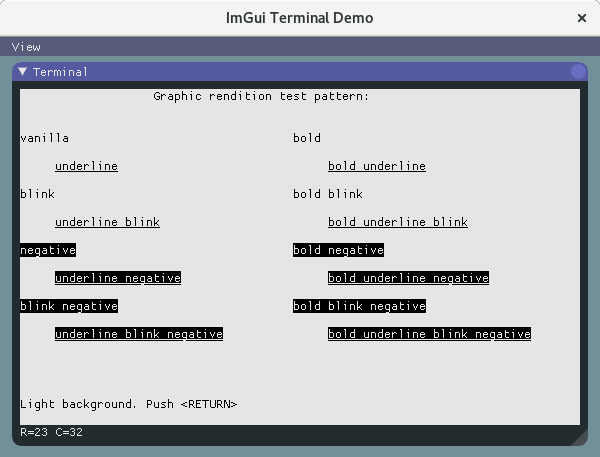 ImGui Terminal Demo
View
Terminal
Graphic rendition test pattern:
vanilla bold
underline bold underline
blink bold blink
underline blink bold underline blink
negative bold negative
underline negative bold underline negative
blink negative bold blink negative
underline blink negative bold underline blink negative
Light background. Push <RETURN>
R=23 C=32